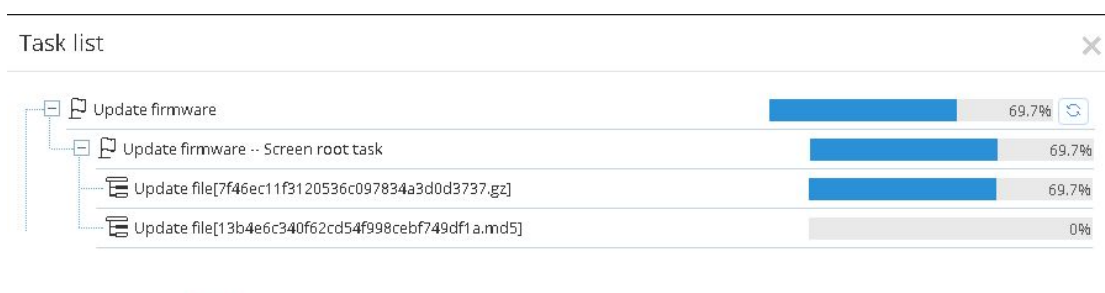 Task list
Update firmware 69.7%
Update firmware -- Screen root task 69.7%
Update file[7f46ec11f3120536c097834a3d0d3737.gz] 69.7%
Update file[13b4e6c340f62cd54f998cebf749df1a.md5] 0%